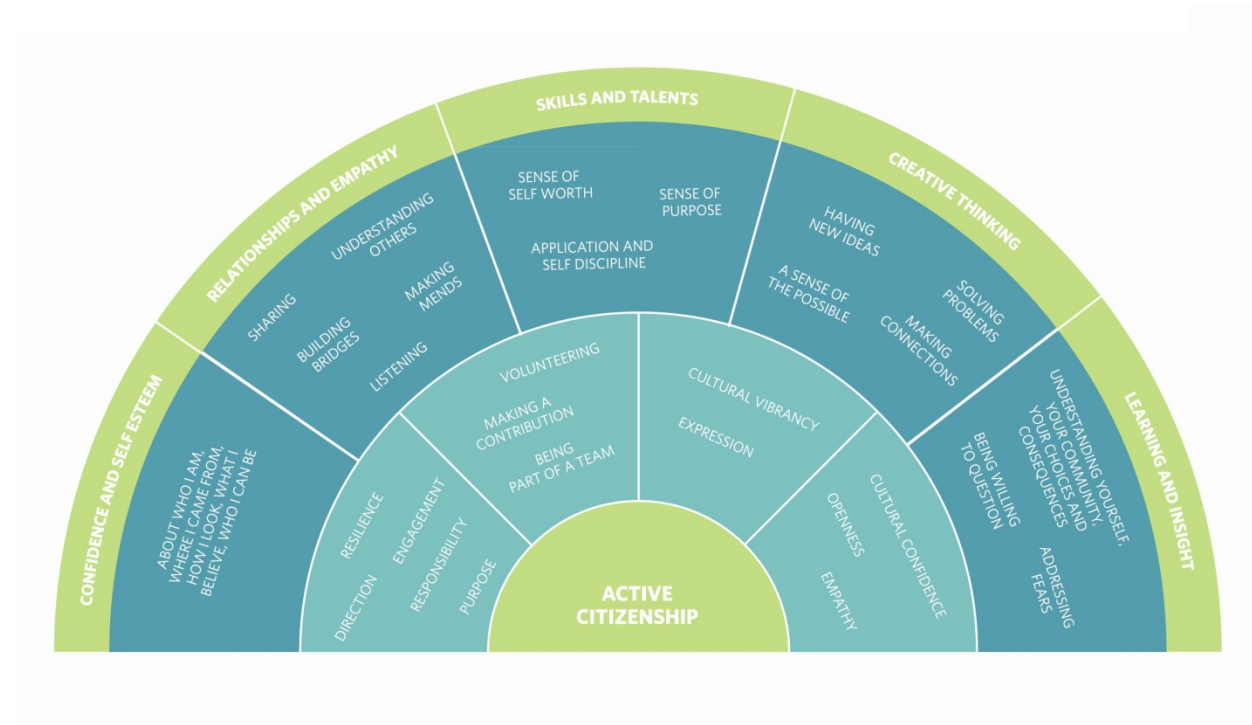 CONFIDENCE AND SELF ESTEEM
ABOUT WHO I AM,
WHERE I CAME FROM,
HOW I LOOK, WHAT I
BELIEVE, WHO I CAN BE
RELATIONSHIPS AND EMPATHY
UNDERSTANDING
OTHERS
SHARING
MAKING
MENDS
BUILDING
BRIDGES
LISTENING
SKILLS AND TALENTS
SENSE OF
SELF WORTH
SENSE OF
PURPOSE
APPLICATION AND
SELF DISCIPLINE
CREATIVE THINKING
HAVING
NEW IDEAS
A SENSE OF
THE POSSIBLE
SOLVING
PROBLEMS
MAKING
CONNECTIONS
LEARNING AND INSIGHT
UNDERSTANDING YOURSELF,
YOUR COMMUNITY,
YOUR CHOICES AND
CONSEQUENCES
BEING WILLING
TO QUESTION
ADDRESSING
FEARS
RESILIENCE
ENGAGEMENT
DIRECTION
RESPONSIBILITY
PURPOSE
VOLUNTEERING
MAKING A
CONTRIBUTION
BEING
PART OF A TEAM
CULTURAL VIBRANCY
EXPRESSION
CULTURAL CONFIDENCE
OPENNESS
EMPATHY
ACTIVE
CITIZENSHIP